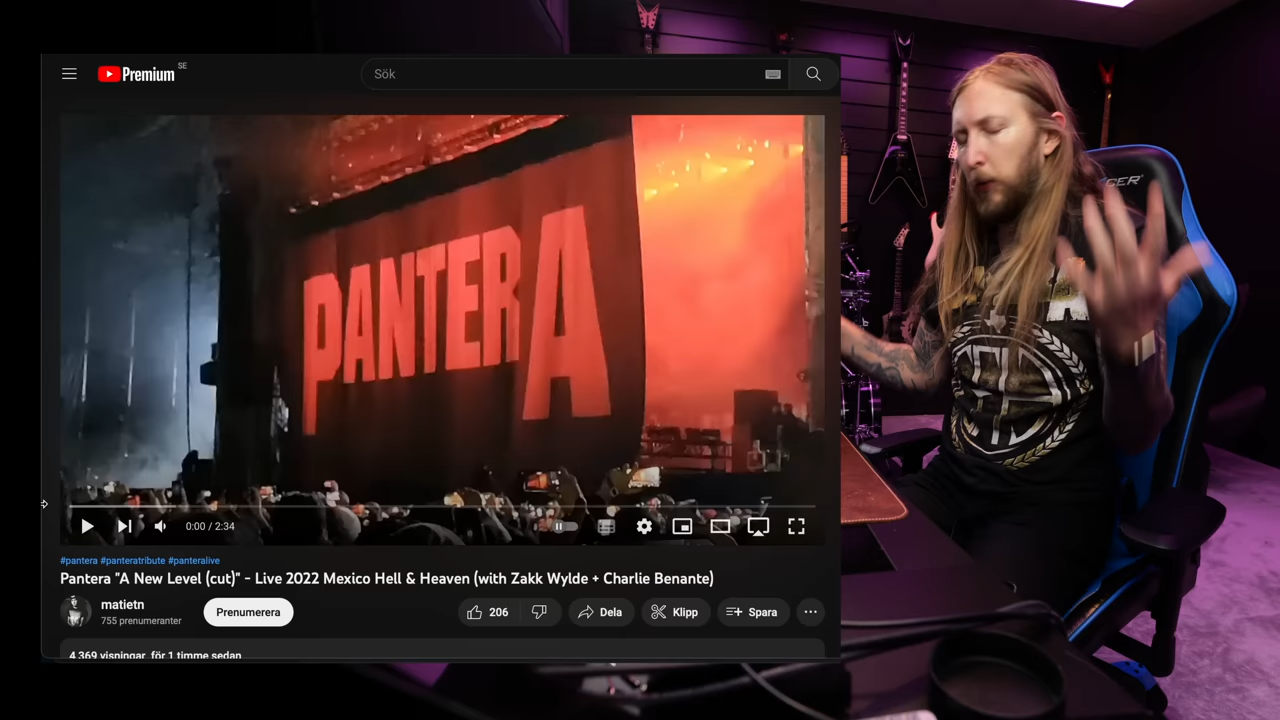 Premium SE
Sök
PANTERA
0:00 / 2:34
#pantera #panteratribute #panteralive
Pantera "A New Level (cut)" - Live 2022 Mexico Hell & Heaven (with Zakk Wylde + Charlie Benante)
matietn
755 prenumeranter
Prenumerera
206
Dela
Klipp
Spara
4 369 visningar för 1 timme sedan